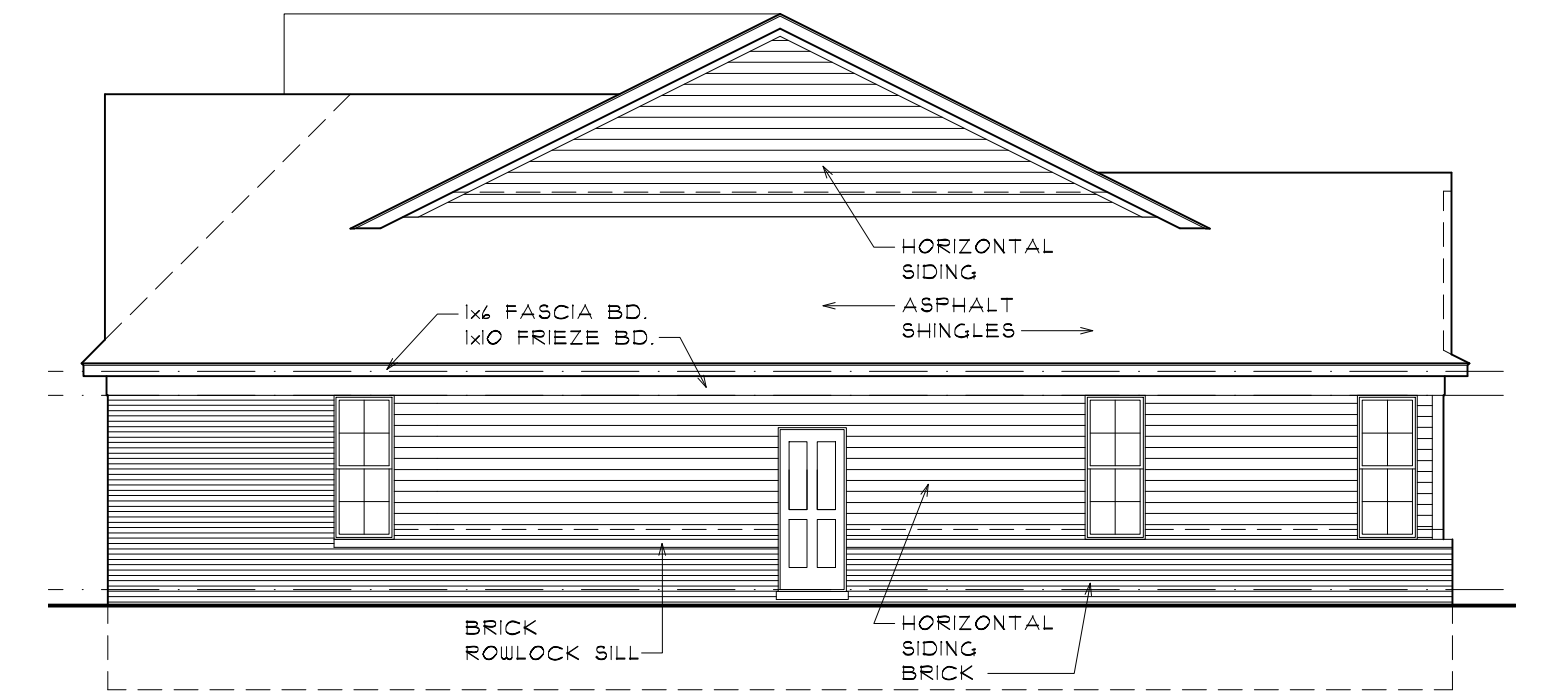 HORIZONTAL
SIDING
1x6 FASCIA BD.
1x10 FRIEZE BD.
ASPHALT
SHINGLES
BRICK
ROWLOCK SILL
HORIZONTAL
SIDING
BRICK